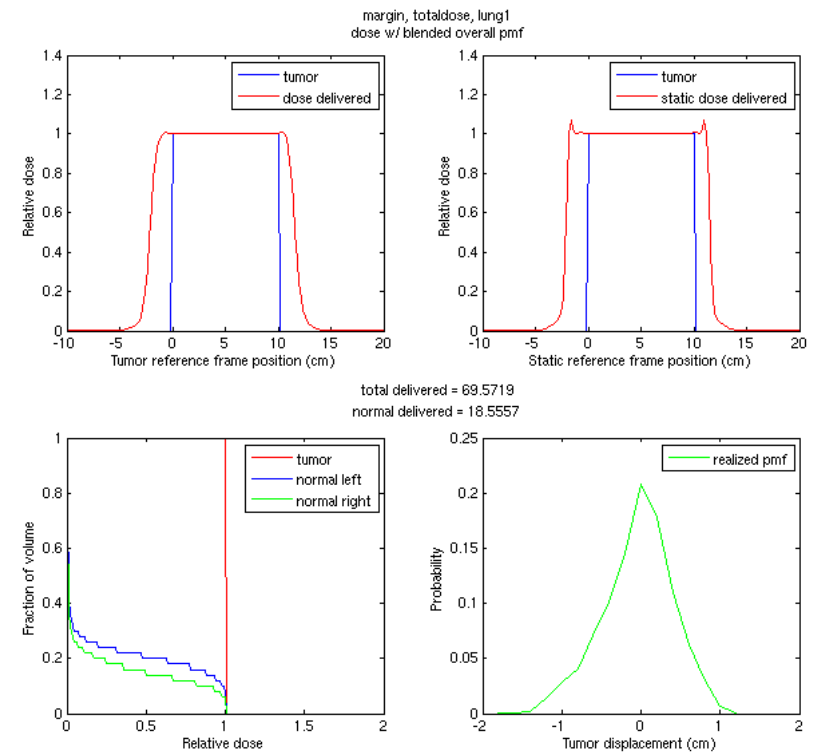 margin, totaldose, lung1
dose w/ blended overall pmf
1.4
1.2
1
0.8
0.6
0.4
0.2
0
-10
-5
0
5
10
15
20
Relative dose
Tumor reference frame position (cm)
tumor
dose delivered
1.4
1.2
1
0.8
0.6
0.4
0.2
0
-10
-5
0
5
10
15
20
Relative dose
Static reference frame position (cm)
tumor
static dose delivered
total delivered = 69.5719
normal delivered = 18.5557
1
0.8
0.6
0.4
0.2
0
0
0.5
1
1.5
2
Fraction of volume
Relative dose
tumor
normal left
normal right
0.25
0.2
0.15
0.1
0.05
0
-2
-1
0
1
2
Probability
Tumor displacement (cm)
realized pmf